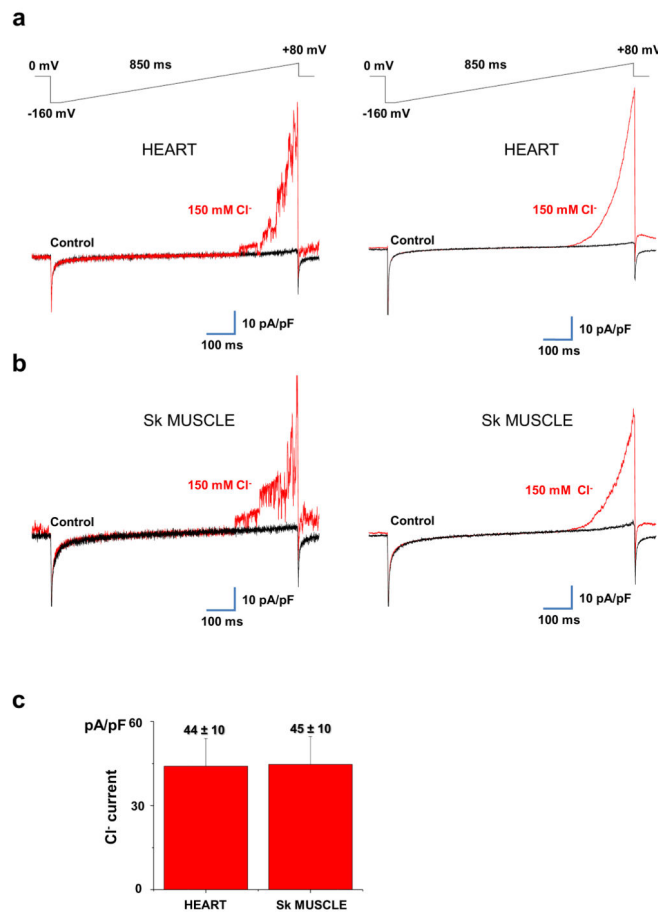 a
+80 mV
+80 mV
0 mV
850 ms
0 mV
850 ms
-160 mV
-160 mV
HEART
HEART
150 mM Cl-
150 mM Cl-
Control
Control
10 pA/pF
100 ms
10 pA/pF
100 ms
b
Sk MUSCLE
Sk MUSCLE
150 mM Cl-
150 mM Cl-
Control
Control
10 pA/pF
100 ms
10 pA/pF
100 ms
c
pA/pF
60
44 ± 10
45 ± 10
Cl- current
30
0
HEART
Sk MUSCLE